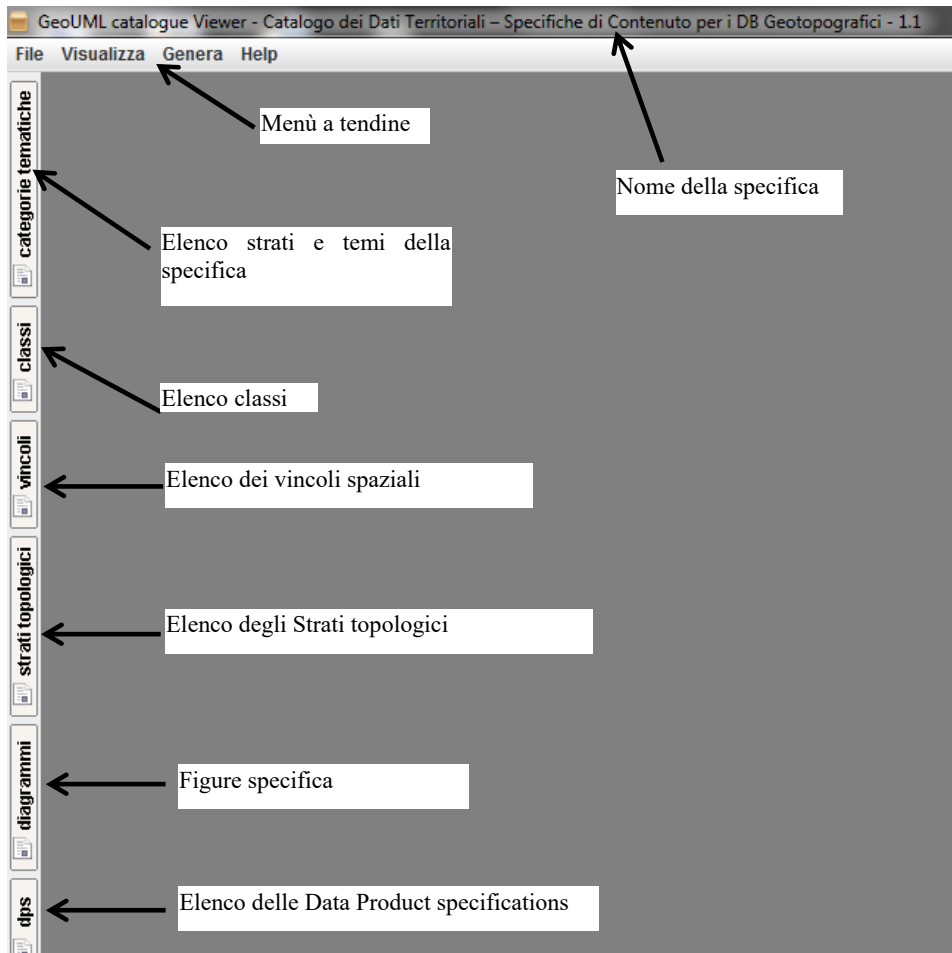 GeoUML catalogue Viewer - Catalogo dei Dati Territoriali – Specifiche di Contenuto per i DB Geotopografici - 1.1
File Visualizza Genera Help
Menù a tendine
Nome della specifica
categorie tematiche
Elenco strati e temi della
specifica
classi
Elenco classi
vincoli
Elenco dei vincoli spaziali
strati topologici
Elenco degli Strati topologici
diagrammi
Figure specifica
dps
Elenco delle Data Product specifications